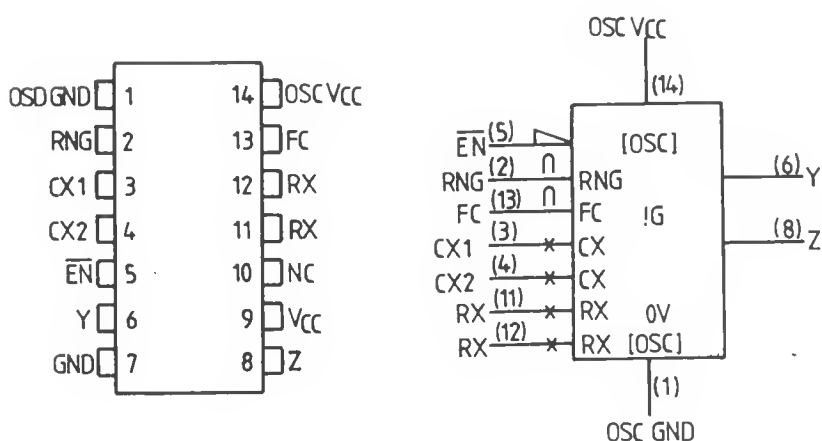 OSD GND 1 14 OSC VCC
RNG 2 13 FC
CX1 3 12 RX
CX2 4 11 RX
EN 5 10 NC
Y 6 9 VCC
GND 7 8 Z
OSC VCC
(14)
EN (5) [OSC]
RNG (2) ∩ RNG (6) Y
FC (13) ∩ FC !G
CX1 (3) × CX (8) Z
CX2 (4) × CX
RX (11) × RX 0V
RX (12) × RX [OSC]
(1)
OSC GND